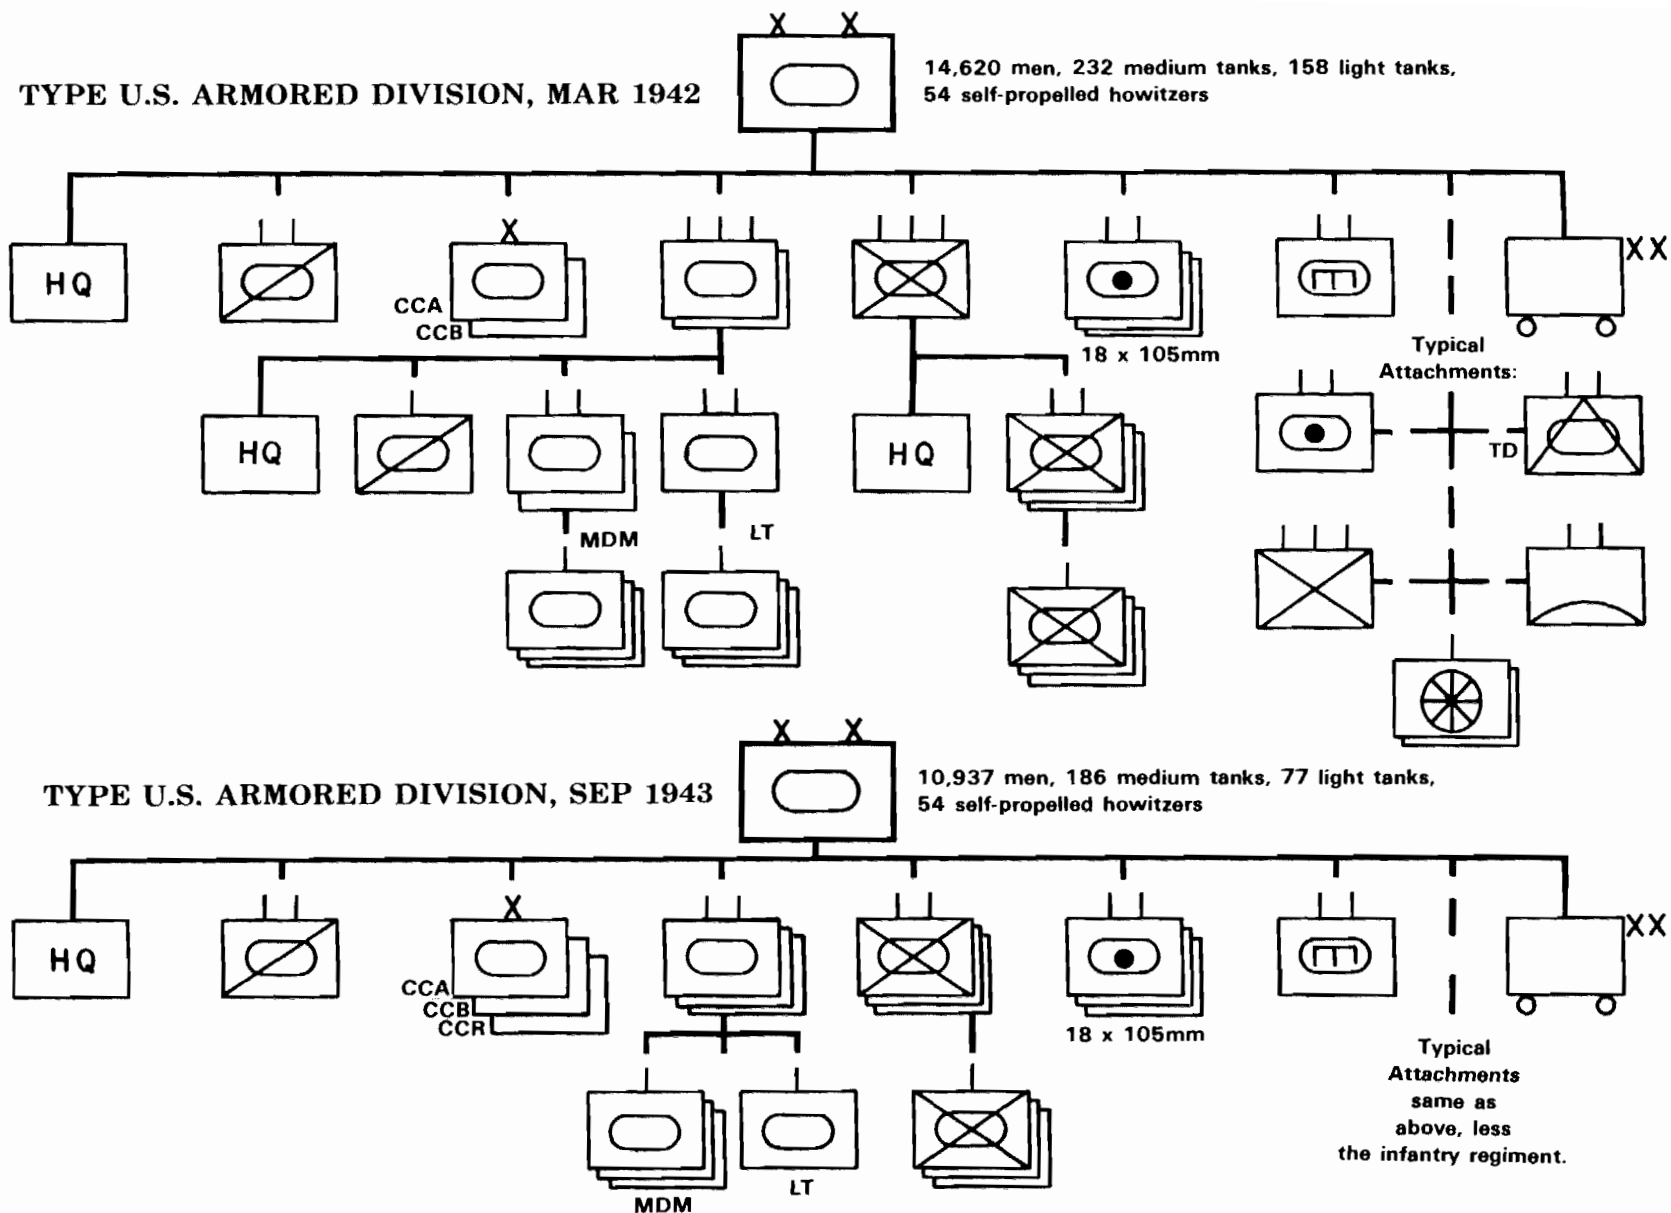 X X
14,620 men, 232 medium tanks, 158 light tanks,
54 self-propelled howitzers
TYPE U.S. ARMORED DIVISION, MAR 1942
HQ
X
CCA
CCB
18 x 105mm
XX
Typical
Attachments:
HQ
HQ
TD
MDM
LT
X X
TYPE U.S. ARMORED DIVISION, SEP 1943
10,937 men, 186 medium tanks, 77 light tanks,
54 self-propelled howitzers
HQ
X
CCA
CCB
CCR
18 x 105mm
XX
Typical
Attachments
same as
above, less
the infantry regiment.
MDM
LT